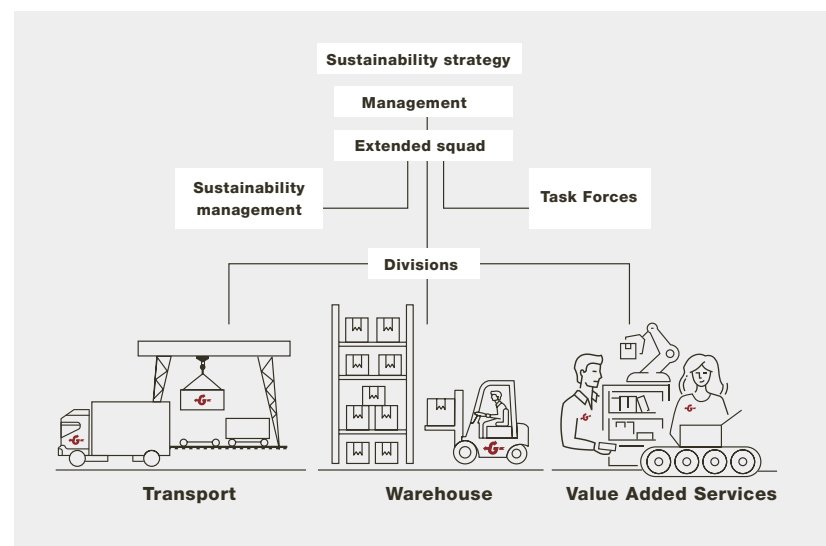 Sustainability strategy
Management
Extended squad
Sustainability
management
Task Forces
Divisions
G
G
G
G
G
Transport
Warehouse
Value Added Services